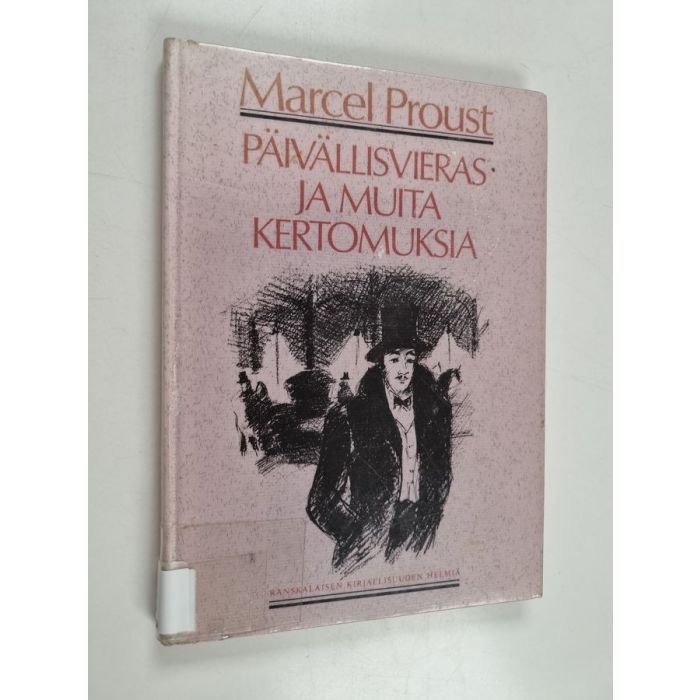 Marcel Proust
PÄIVÄLLISVIERAS
JA MUITA
KERTOMUKSIA
RANSKALAISEN KIRJALLISUUDEN HELMIÄ